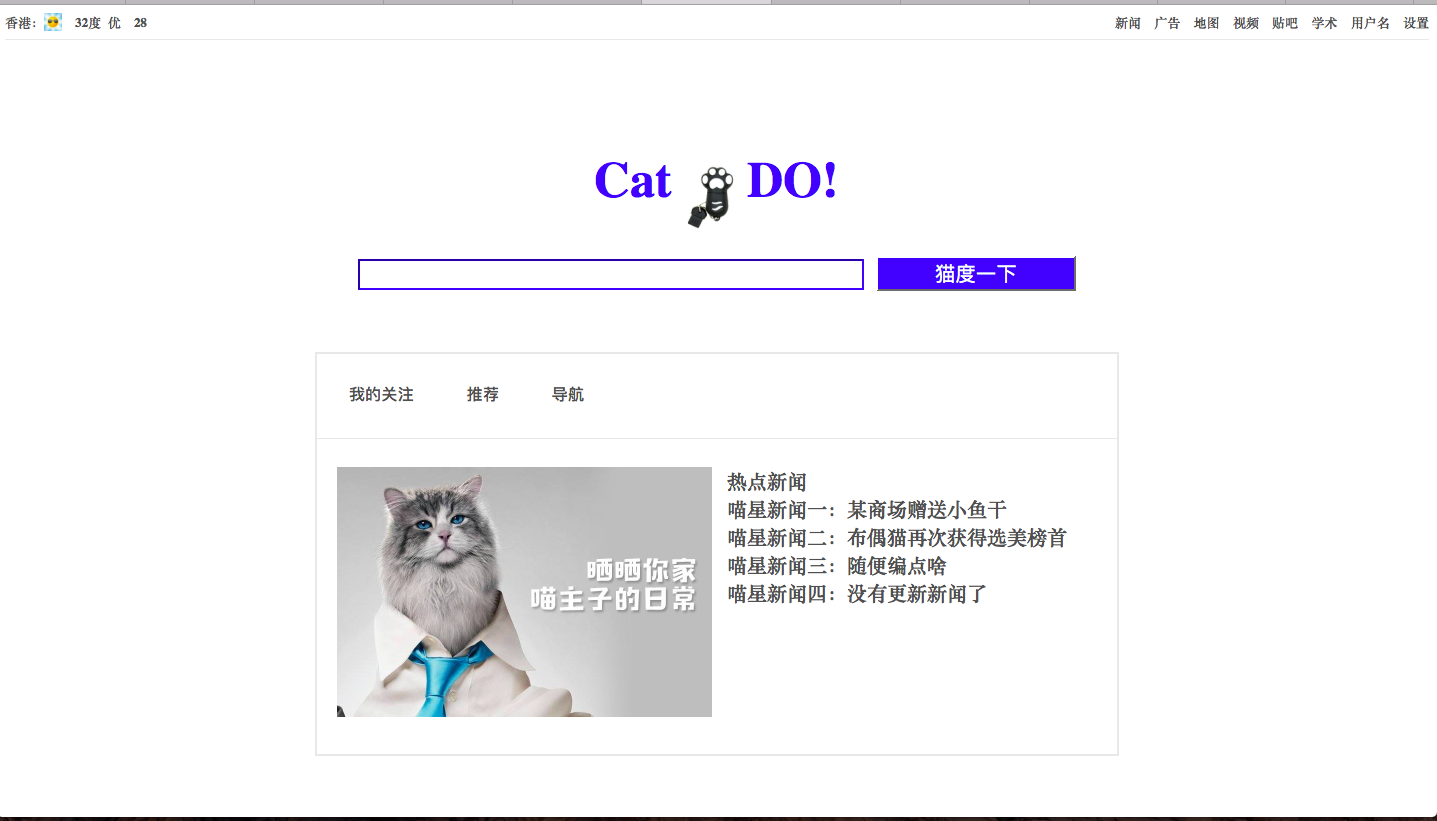 香港： 32度 优 28
新闻 广告 地图 视频 贴吧 学术 用户名 设置
Cat DO!
猫度一下
我的关注 推荐 导航
晒晒你家
喵主子的日常
热点新闻
喵星新闻一：某商场赠送小鱼干
喵星新闻二：布偶猫再次获得选美榜首
喵星新闻三：随便编点啥
喵星新闻四：没有更新新闻了